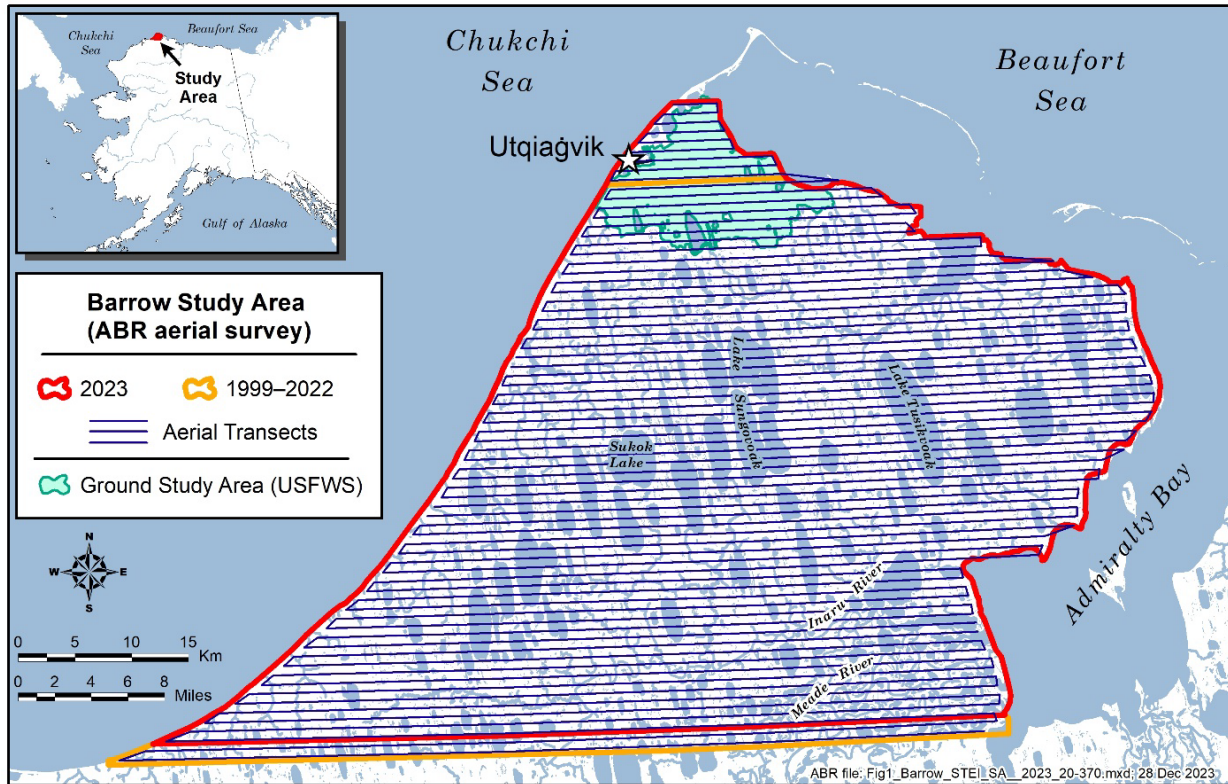 Chukchi
Sea
Beaufort Sea
Study
Area
Gulf of Alaska
Chukchi
Sea
Beaufort
Sea
Utqiaġvik
Barrow Study Area
(ABR aerial survey)
2023
1999–2022
Aerial Transects
Ground Study Area (USFWS)
N
W
E
S
0 5 10 15
Km
0 2 4 6 8
Miles
Lake Sungovoak
Lake Tusikvoak
Sukok
Lake
Inaru River
Meade River
Admiralty Bay
ABR file: Fig1_Barrow_STEI_SA__2023_20-370.mxd; 28 Dec 2023